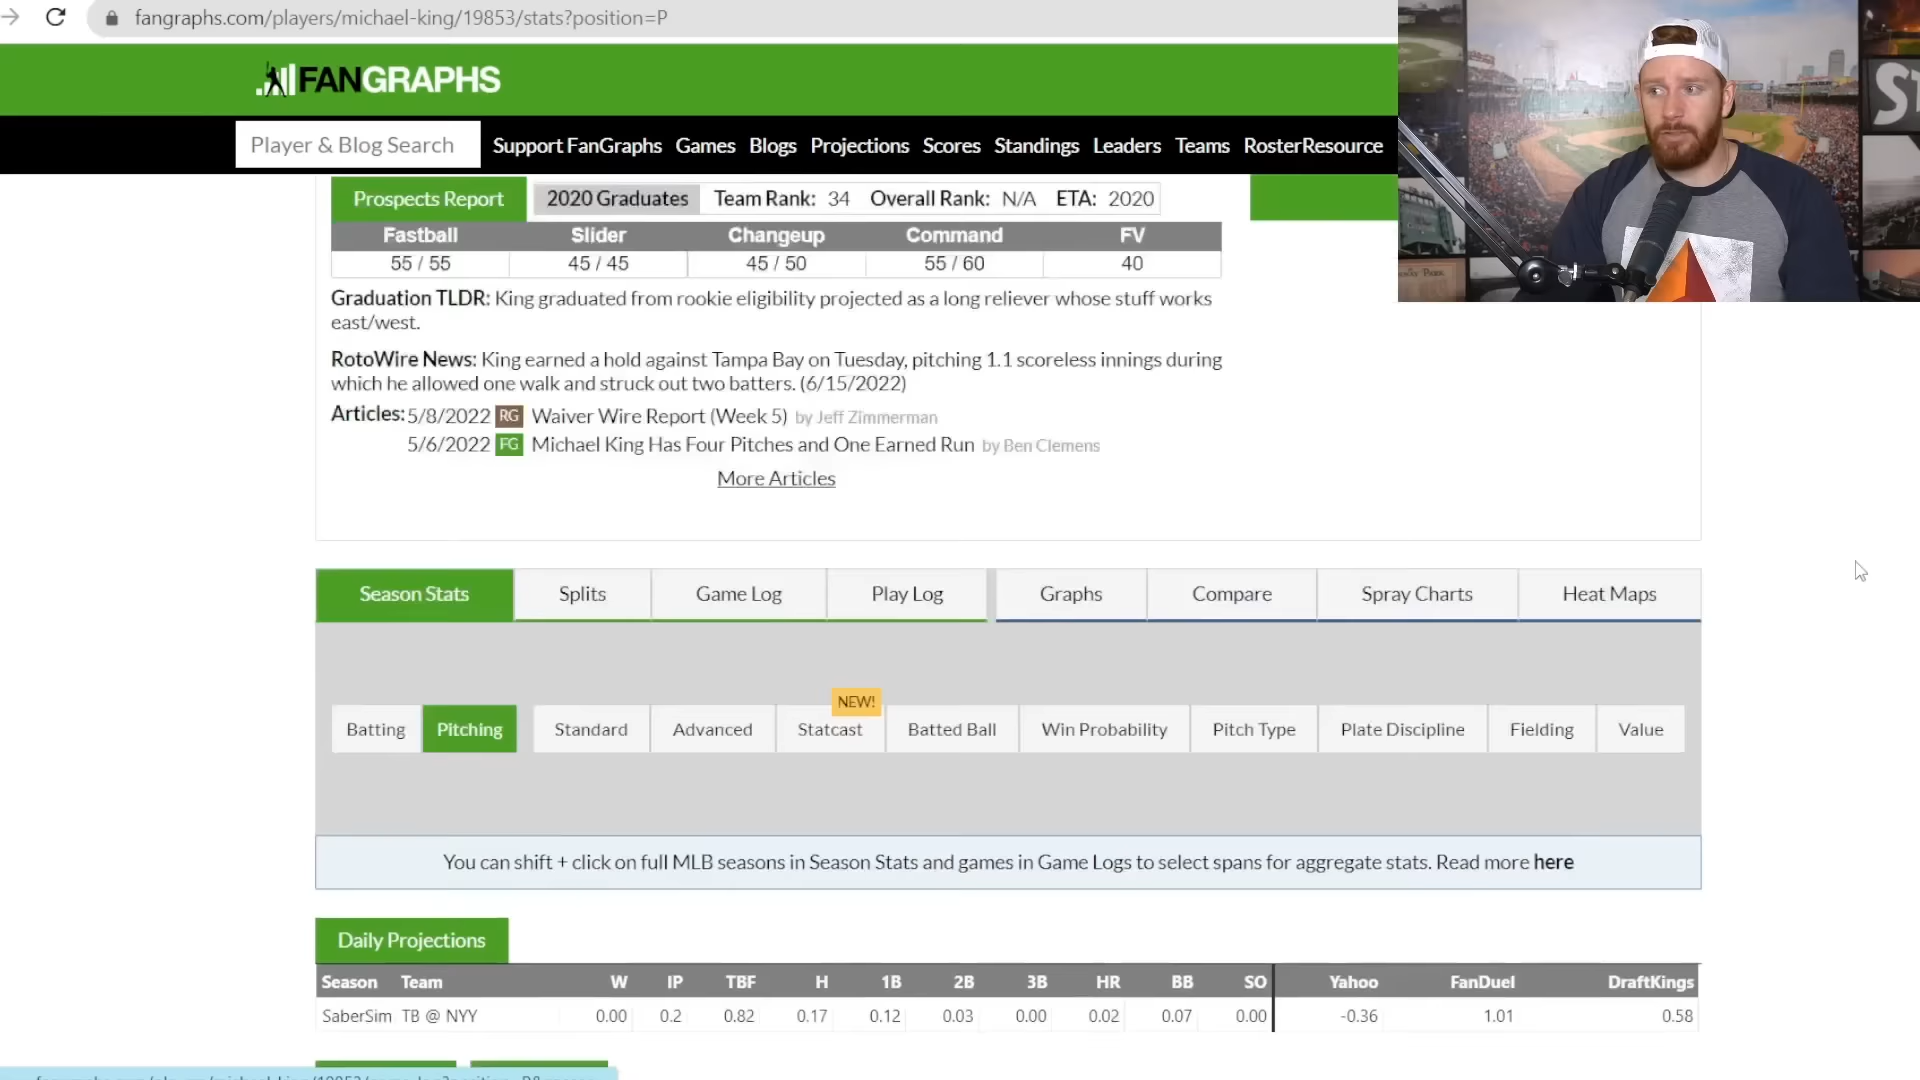 fangraphs.com/players/michael-king/19853/stats?position=P
FANGRAPHS
Player & Blog Search Support FanGraphs Games Blogs Projections Scores Standings Leaders Teams RosterResource
Prospects Report 2020 Graduates Team Rank: 34 Overall Rank: N/A ETA: 2020
Fastball Slider Changeup Command FV
55 / 55 45 / 45 45 / 50 55 / 60 40
Graduation TLDR: King graduated from rookie eligibility projected as a long reliever whose stuff works
east/west.
RotoWire News: King earned a hold against Tampa Bay on Tuesday, pitching 1.1 scoreless innings during
which he allowed one walk and struck out two batters. (6/15/2022)
Articles: 5/8/2022 RG Waiver Wire Report (Week 5) by Jeff Zimmerman
5/6/2022 FG Michael King Has Four Pitches and One Earned Run by Ben Clemens
More Articles
Season Stats Splits Game Log Play Log Graphs Compare Spray Charts Heat Maps
NEW!
Batting Pitching Standard Advanced Statcast Batted Ball Win Probability Pitch Type Plate Discipline Fielding Value
You can shift + click on full MLB seasons in Season Stats and games in Game Logs to select spans for aggregate stats. Read more here
Daily Projections
Season Team W IP TBF H 1B 2B 3B HR BB SO Yahoo FanDuel DraftKings
SaberSim TB @ NYY 0.00 0.2 0.82 0.17 0.12 0.03 0.00 0.02 0.07 0.00 -0.36 1.01 0.58